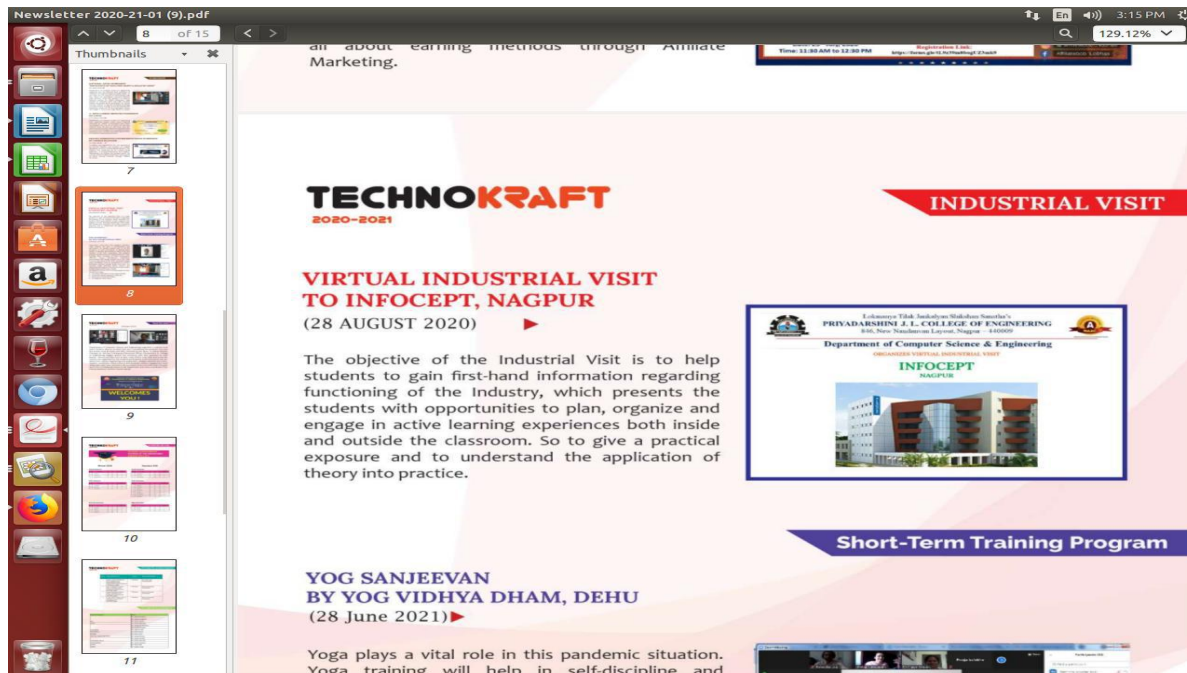 Newsletter 2020-21-01 (9).pdf
En
3:15 PM
8 of 15
129.12%
Thumbnails
7
8
9
10
11
all about earning methods through Affiliate
Marketing.
Time: 11:30 AM to 12:30 PM
Registration Link:
TECHNOKRAFT
2020-2021
INDUSTRIAL VISIT
VIRTUAL INDUSTRIAL VISIT
TO INFOCEPT, NAGPUR
(28 AUGUST 2020)
The objective of the Industrial Visit is to help
students to gain first-hand information regarding
functioning of the Industry, which presents the
students with opportunities to plan, organize and
engage in active learning experiences both inside
and outside the classroom. So to give a practical
exposure and to understand the application of
theory into practice.
Lokmanya Tilak Jankalyan Shikshan Sanstha's
PRIYADARSHINI J. L. COLLEGE OF ENGINEERING
846, New Nandanvan Layout, Nagpur - 440009
Department of Computer Science & Engineering
ORGANIZES VIRTUAL INDUSTRIAL VISIT
INFOCEPT
NAGPUR
Short-Term Training Program
YOG SANJEEVAN
BY YOG VIDHYA DHAM, DEHU
(28 June 2021)
Yoga plays a vital role in this pandemic situation.
Yoga training will help in self-discipline and